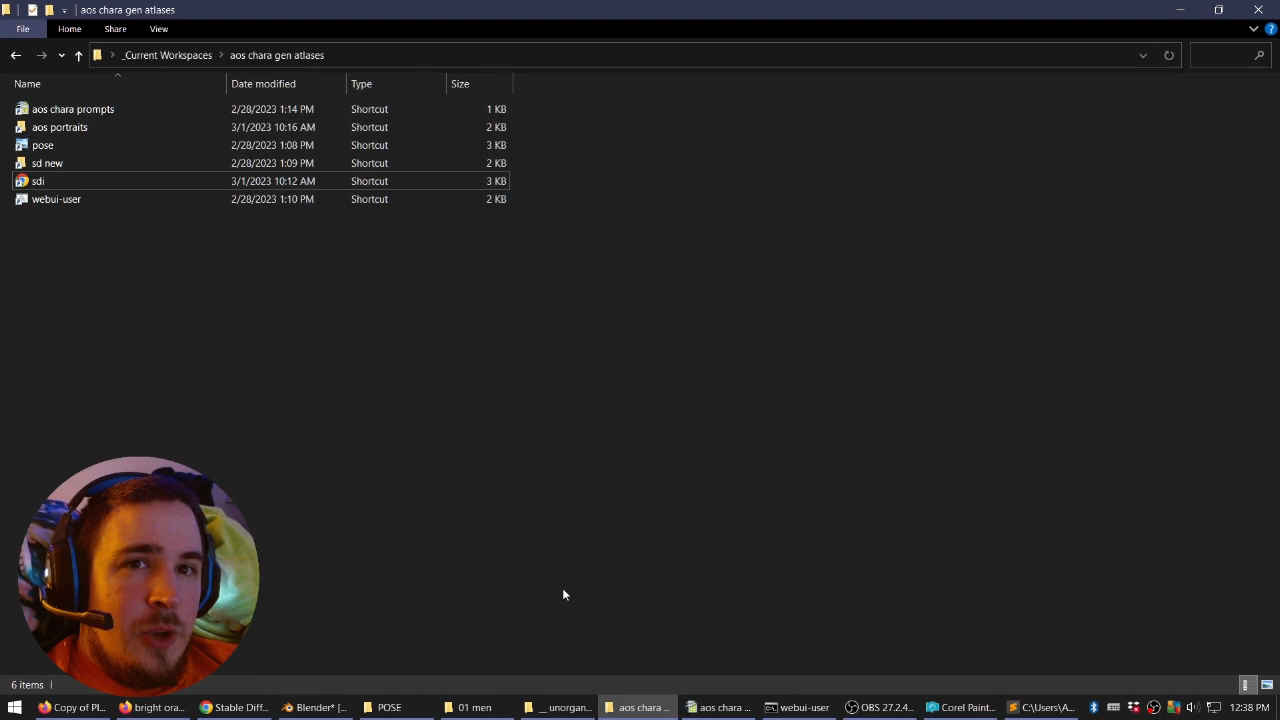 aos chara gen atlases
File Home Share View
_Current Workspaces aos chara gen atlases
Name Date modified Type Size
aos chara prompts 2/28/2023 1:14 PM Shortcut 1 KB
aos portraits 3/1/2023 10:16 AM Shortcut 2 KB
pose 2/28/2023 1:08 PM Shortcut 3 KB
sd new 2/28/2023 1:09 PM Shortcut 2 KB
sdi 3/1/2023 10:12 AM Shortcut 3 KB
webui-user 2/28/2023 1:10 PM Shortcut 2 KB
6 items
Copy of Pl... bright ora... Stable Diff... Blender* [... POSE 01 men __ unorgan... aos chara ... aos chara ... webui-user OBS 27.2.4... Corel Paint... C:\Users\A... 12:38 PM